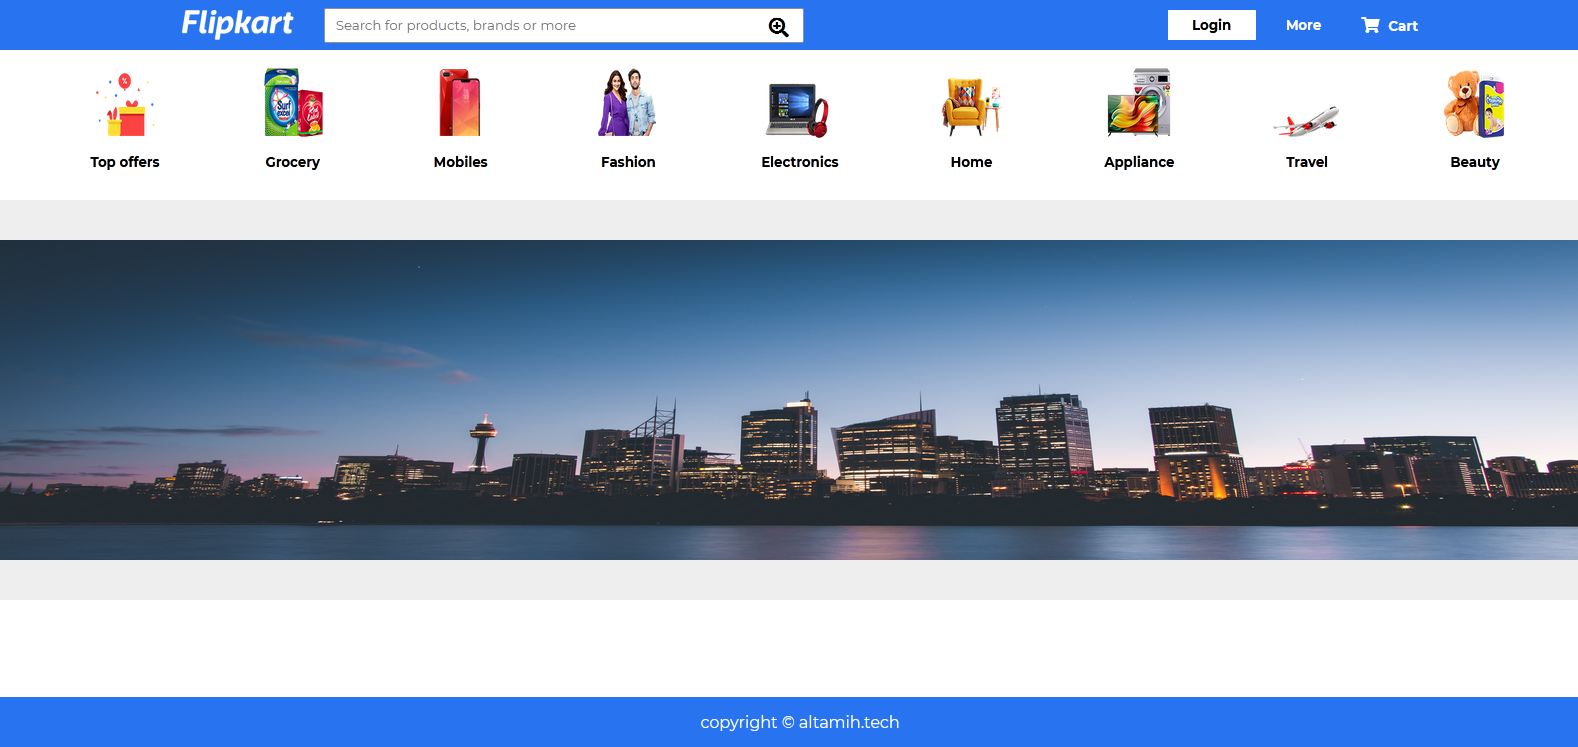 Flipkart
Search for products, brands or more
Login
More
Cart
Top offers
Grocery
Mobiles
Fashion
Electronics
Home
Appliance
Travel
Beauty
copyright © altamih.tech